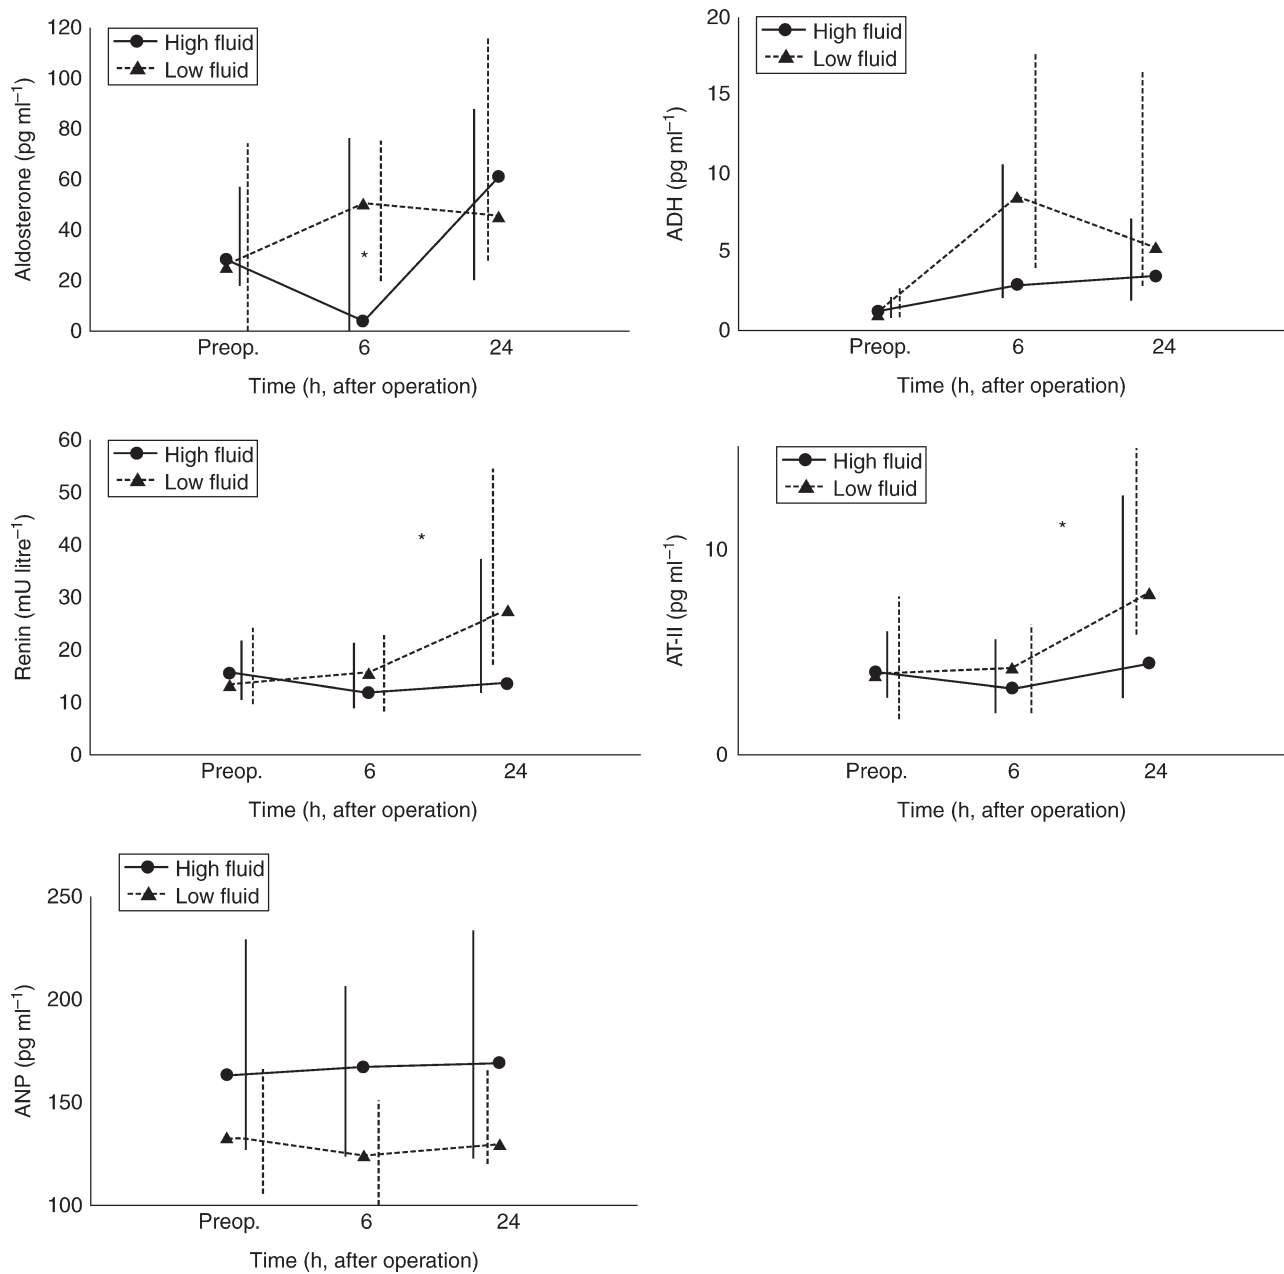 120
100
80
60
40
20
0
Aldosterone (pg ml⁻¹)
High fluid
Low fluid
*
Preop. 6 24
Time (h, after operation)
20
15
10
5
0
ADH (pg ml⁻¹)
High fluid
Low fluid
Preop. 6 24
Time (h, after operation)
60
50
40
30
20
10
0
Renin (mU litre⁻¹)
High fluid
Low fluid
*
Preop. 6 24
Time (h, after operation)
10
0
AT-II (pg ml⁻¹)
High fluid
Low fluid
*
Preop. 6 24
Time (h, after operation)
250
200
150
100
ANP (pg ml⁻¹)
High fluid
Low fluid
Preop. 6 24
Time (h, after operation)